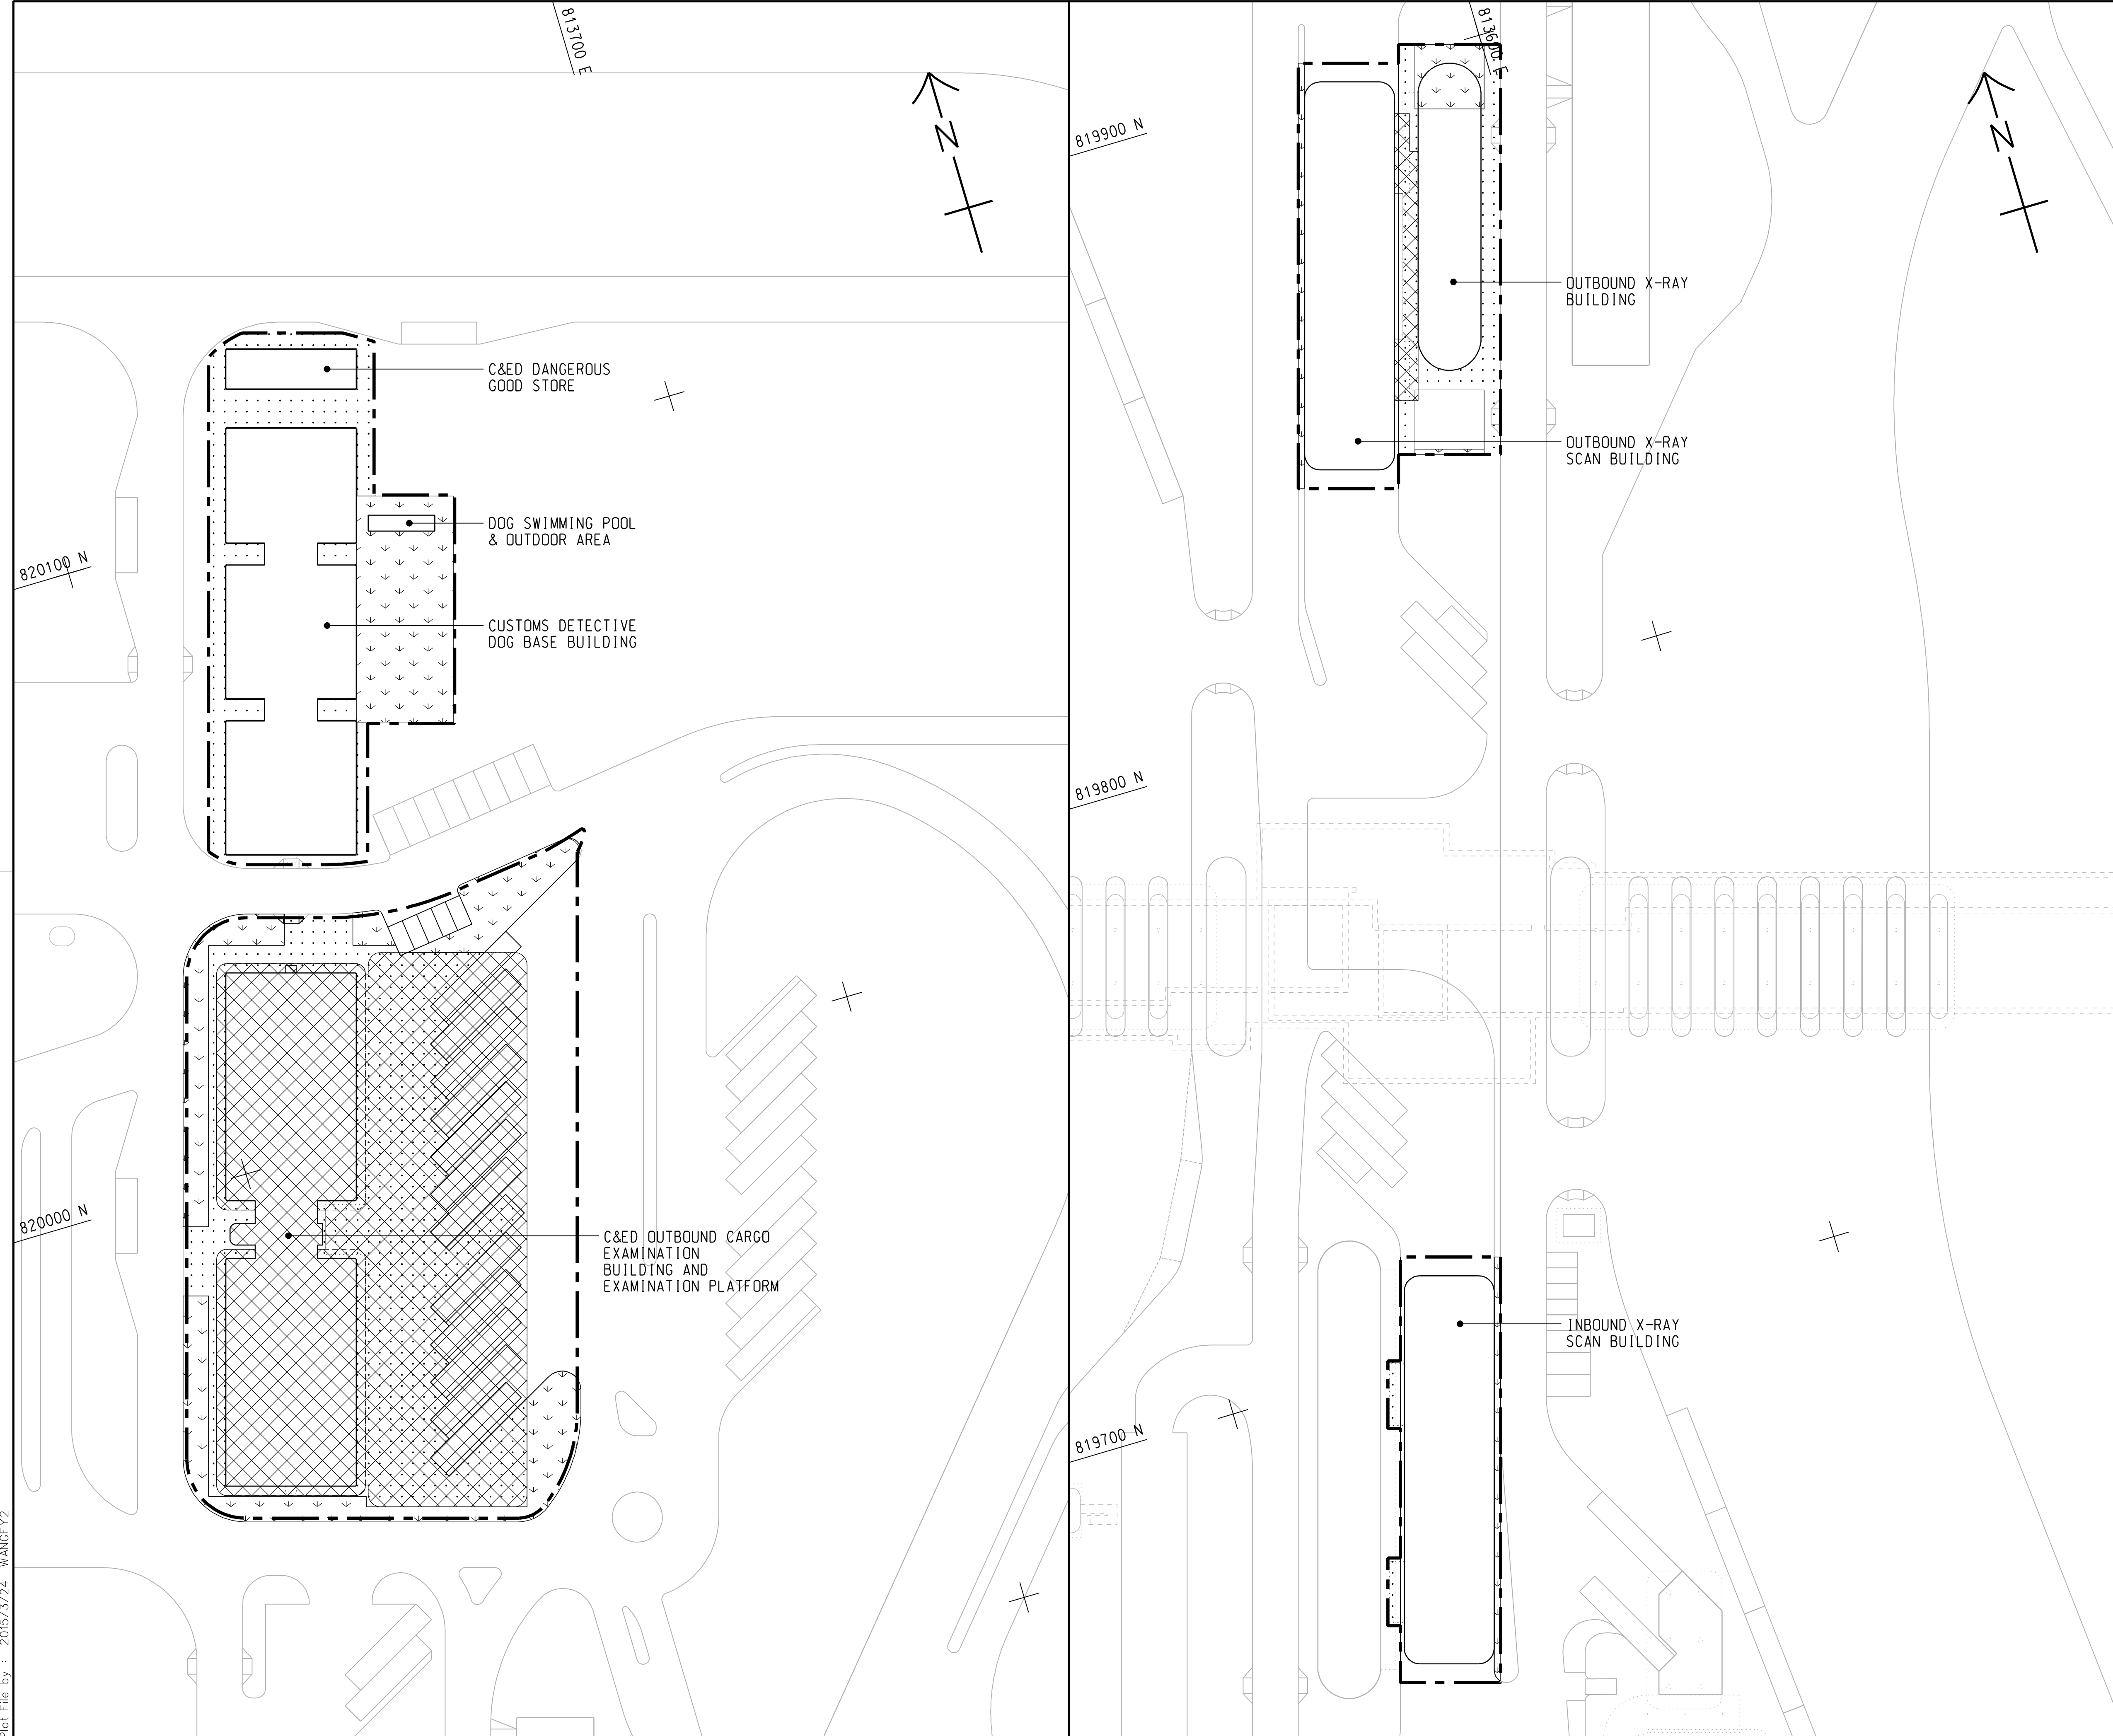 813700 E
N
C&ED DANGEROUS
GOOD STORE
DOG SWIMMING POOL
& OUTDOOR AREA
820100 N
CUSTOMS DETECTIVE
DOG BASE BUILDING
820000 N
C&ED OUTBOUND CARGO
EXAMINATION
BUILDING AND
EXAMINATION PLATFORM
Plot File by : 2015/3/24 WANGFY2
813600 E
N
819900 N
OUTBOUND X-RAY
BUILDING
OUTBOUND X-RAY
SCAN BUILDING
819800 N
INBOUND X-RAY
SCAN BUILDING
819700 N